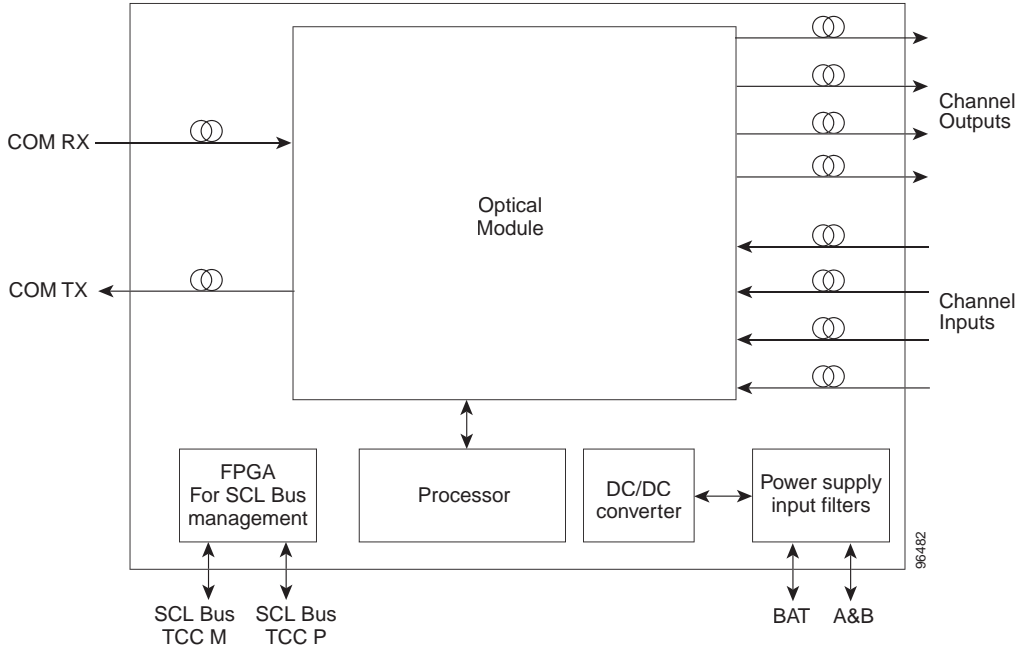 COM RX
COM TX
Optical
Module
Channel
Outputs
Channel
Inputs
FPGA
For SCL Bus
management
Processor
DC/DC
converter
Power supply
input filters
96482
SCL Bus
TCC M
SCL Bus
TCC P
BAT
A&B